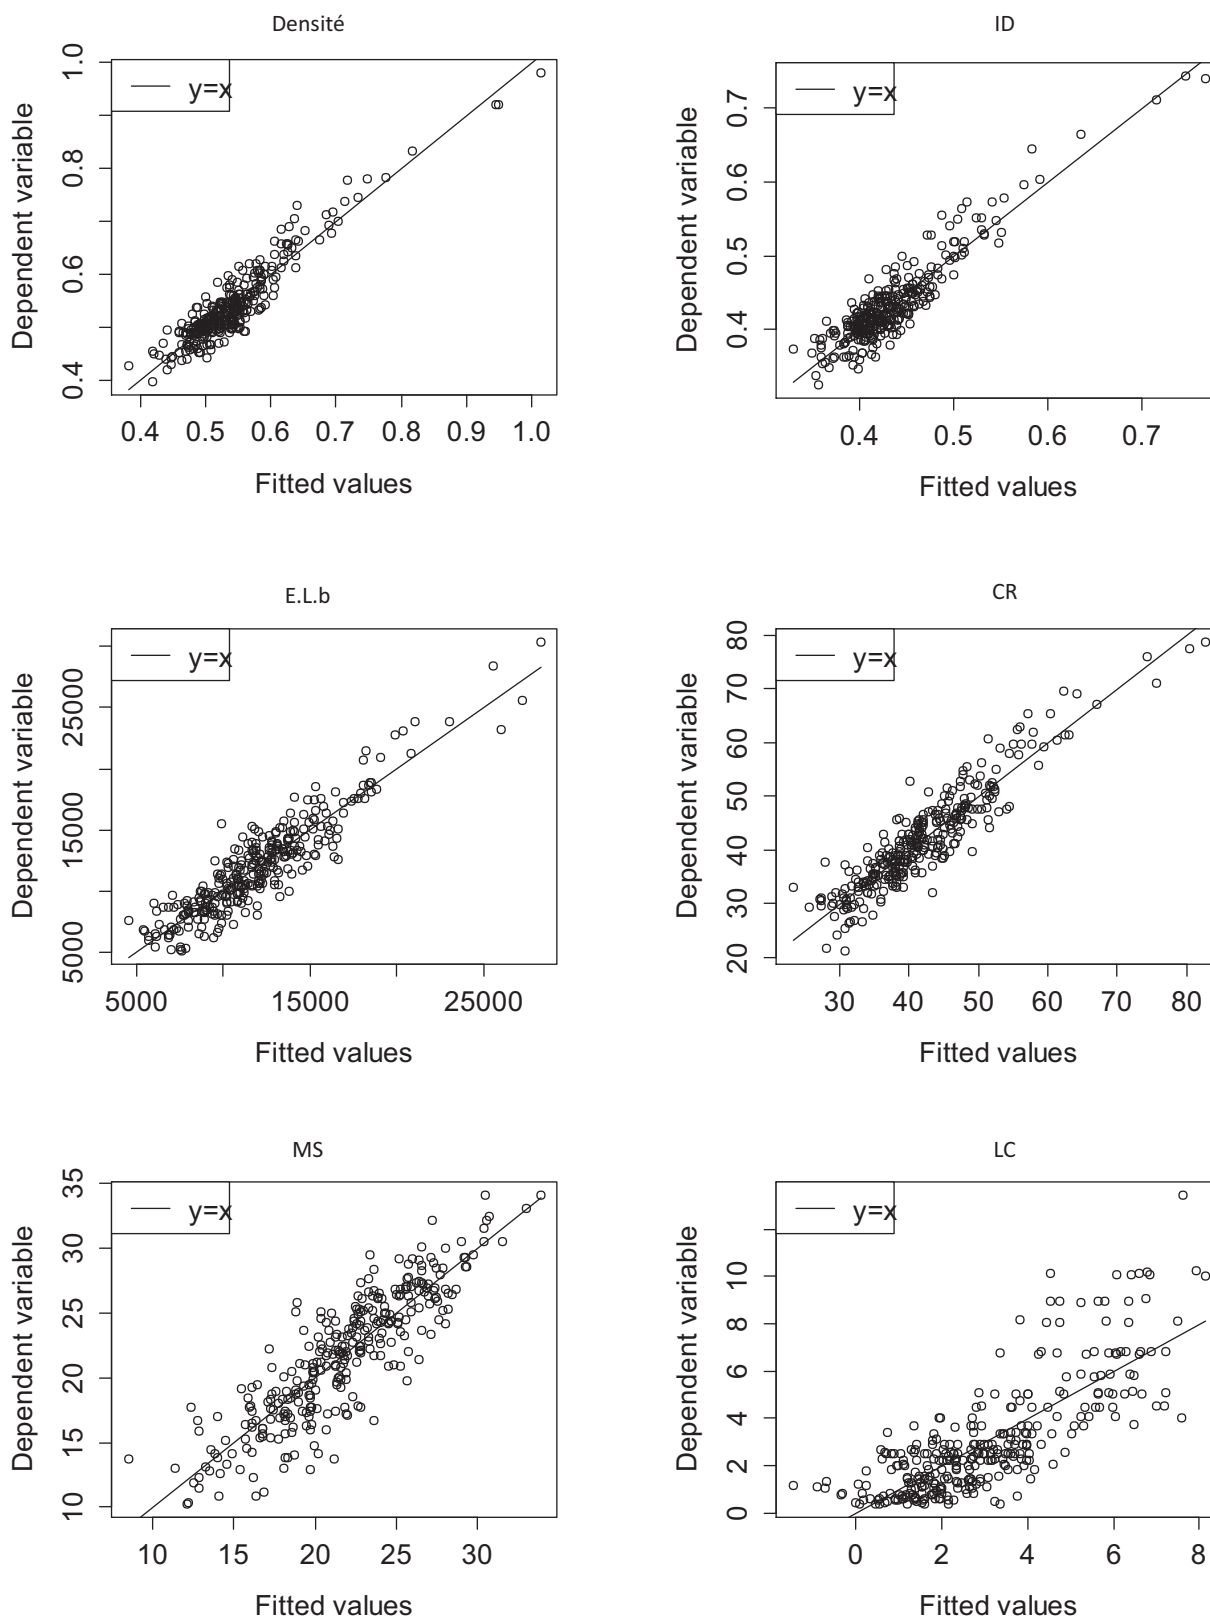 Densité
y=x
Dependent variable
0.4 0.6 0.8 1.0
0.4 0.5 0.6 0.7 0.8 0.9 1.0
Fitted values
ID
y=x
Dependent variable
0.4 0.5 0.6 0.7
0.4 0.5 0.6 0.7
Fitted values
E.L.b
y=x
Dependent variable
5000 15000 25000
5000 15000 25000
Fitted values
CR
y=x
Dependent variable
20 30 40 50 60 70 80
30 40 50 60 70 80
Fitted values
MS
y=x
Dependent variable
10 15 20 25 30 35
10 15 20 25 30
Fitted values
LC
y=x
Dependent variable
0 2 4 6 8 10
0 2 4 6 8
Fitted values